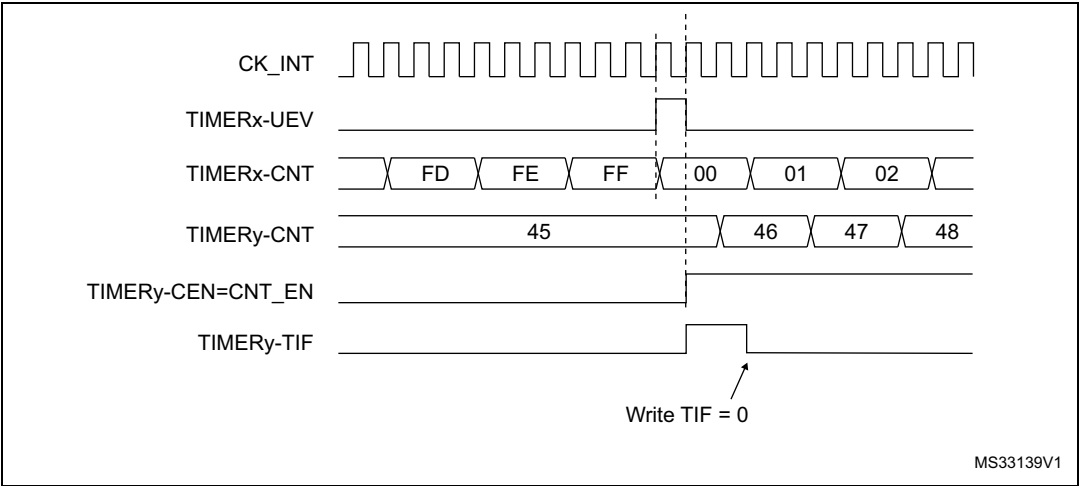 CK_INT
TIMERx-UEV
TIMERx-CNT FD FE FF 00 01 02
TIMERy-CNT 45 46 47 48
TIMERy-CEN=CNT_EN
TIMERy-TIF
Write TIF = 0
MS33139V1